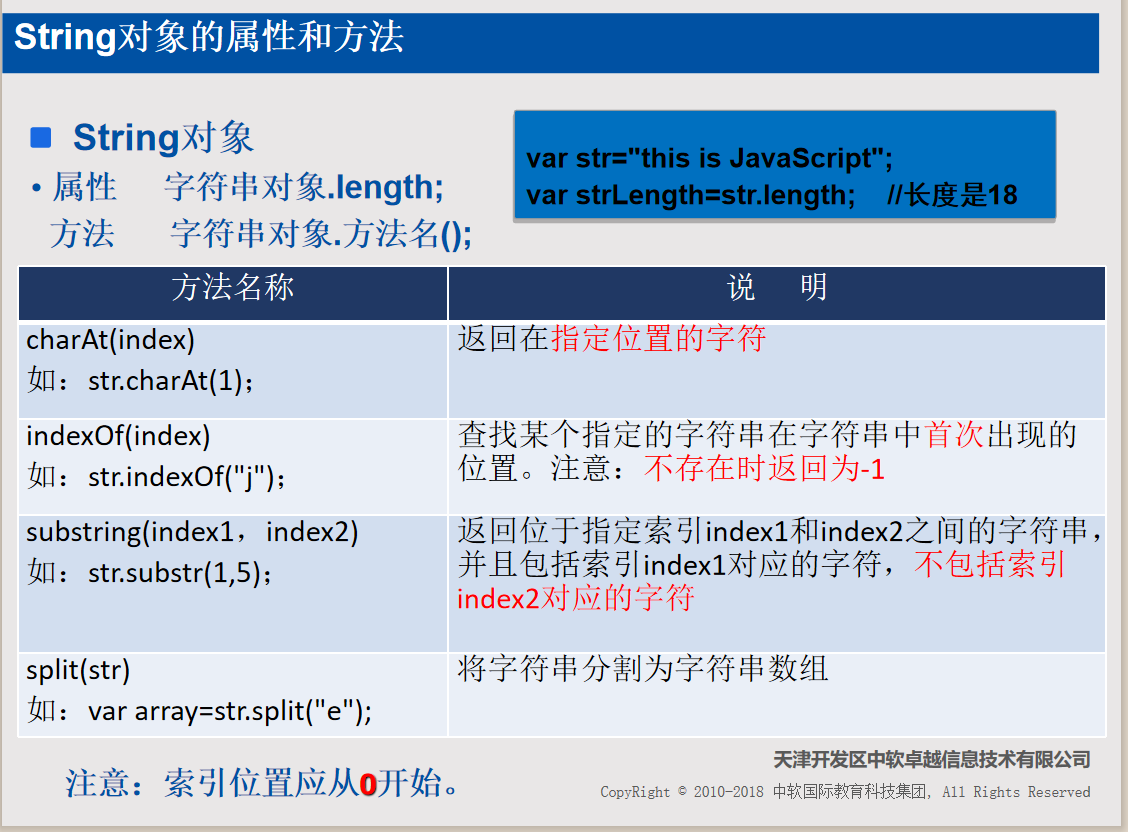 String对象的属性和方法
String对象
属性 字符串对象.length;
方法 字符串对象.方法名();
var str="this is JavaScript";
var strLength=str.length; //长度是18
方法名称 说 明
charAt(index)
如：str.charAt(1);
返回在指定位置的字符
indexOf(index)
如：str.indexOf("j");
查找某个指定的字符串在字符串中首次出现的
位置。注意：不存在时返回为-1
substring(index1，index2)
如：str.substr(1,5);
返回位于指定索引index1和index2之间的字符串，
并且包括索引index1对应的字符，不包括索引
index2对应的字符
split(str)
如：var array=str.split("e");
将字符串分割为字符串数组
注意：索引位置应从0开始。
天津开发区中软卓越信息技术有限公司
CopyRight © 2010-2018 中软国际教育科技集团, All Rights Reserved